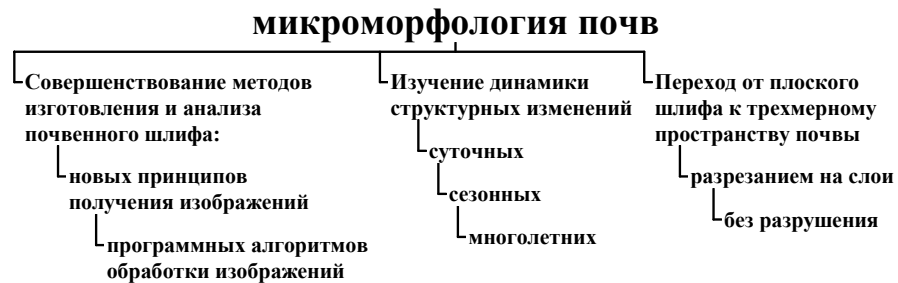 микроморфология почв
Совершенствование методов
изготовления и анализа
почвенного шлифа:
новых принципов
получения изображений
программных алгоритмов
обработки изображений
Изучение динамики
структурных изменений
суточных
сезонных
многолетних
Переход от плоского
шлифа к трехмерному
пространству почвы
разрезанием на слои
без разрушения